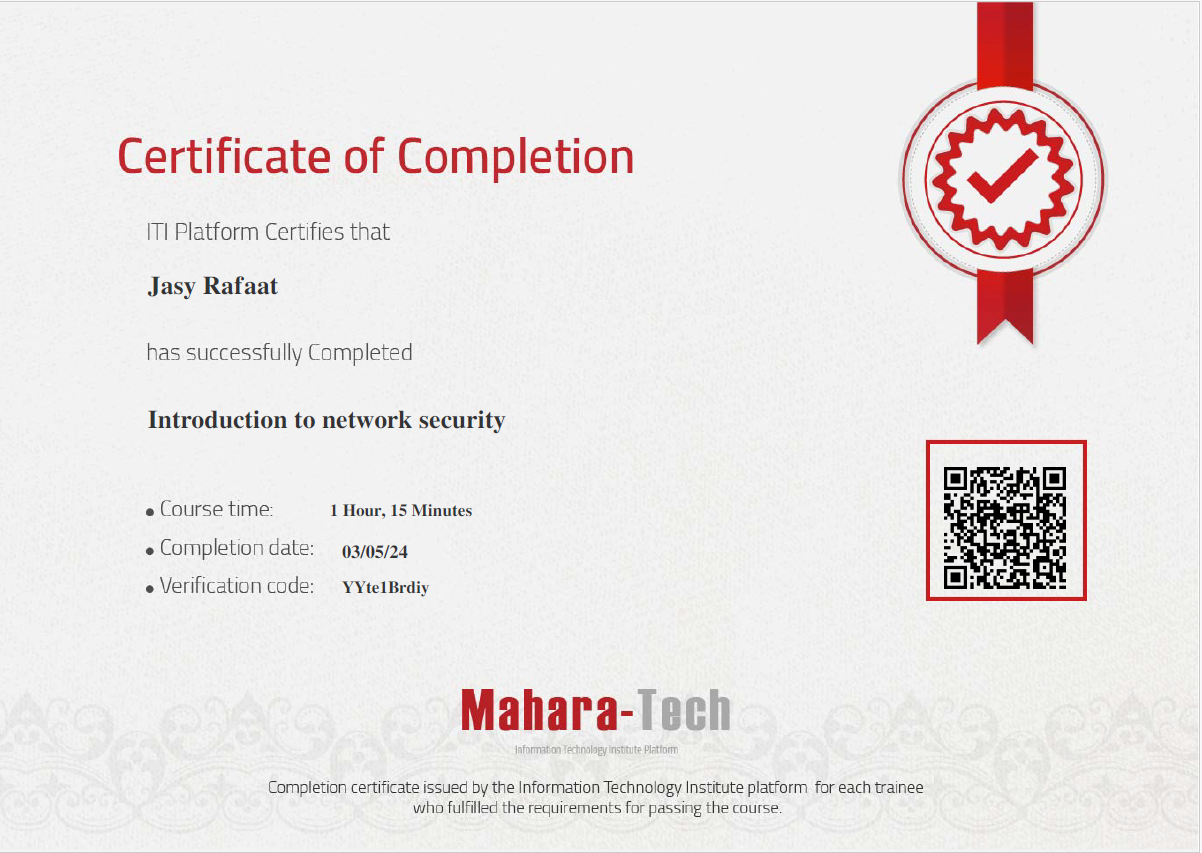 Certificate of Completion
ITI Platform Certifies that
Jasy Rafaat
has successfully Completed
Introduction to network security
Course time: 1 Hour, 15 Minutes
Completion date: 03/05/24
Verification code: YYte1Brdiy
Mahara-Tech
Information Technology Institute Platform
Completion certificate issued by the Information Technology Institute platform for each trainee
who fulfilled the requirements for passing the course.